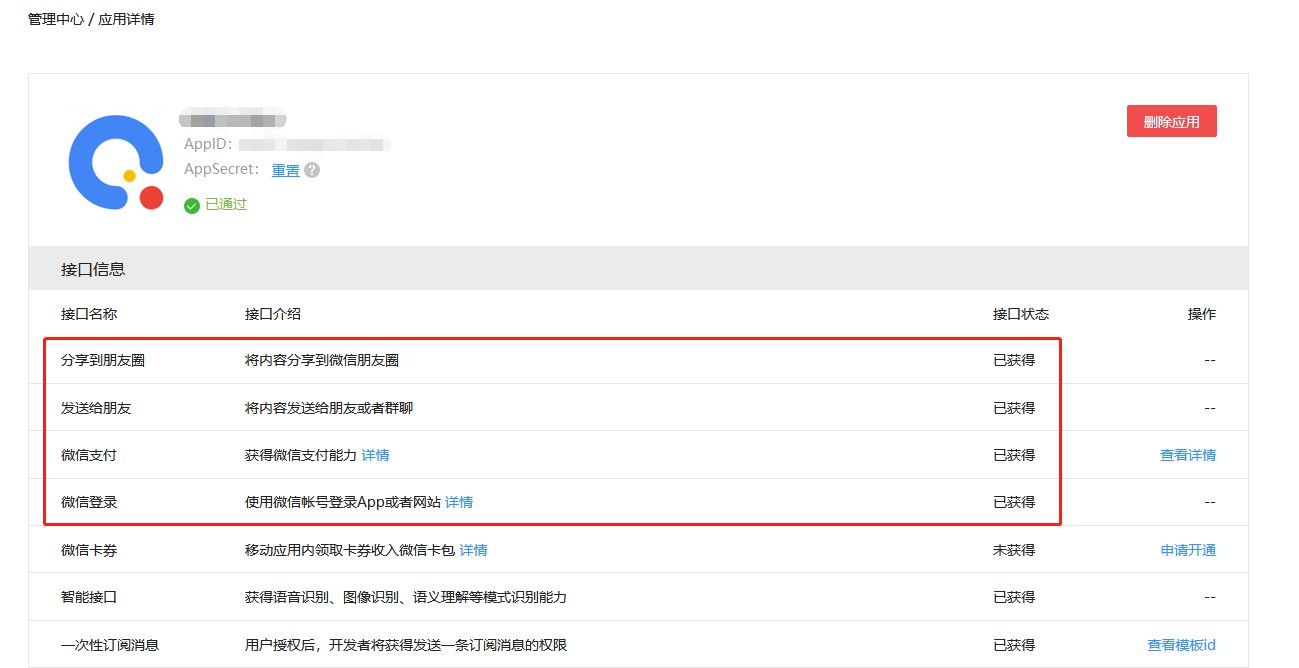 管理中心 / 应用详情
删除应用
AppID：
AppSecret： 重置 ?
已通过
接口信息
接口名称 接口介绍 接口状态 操作
分享到朋友圈 将内容分享到微信朋友圈 已获得 --
发送给朋友 将内容发送给朋友或者群聊 已获得 --
微信支付 获得微信支付能力 详情 已获得 查看详情
微信登录 使用微信帐号登录App或者网站 详情 已获得 --
微信卡券 移动应用内领取卡券收入微信卡包 详情 未获得 申请开通
智能接口 获得语音识别、图像识别、语义理解等模式识别能力 已获得 --
一次性订阅消息 用户授权后，开发者将获得发送一条订阅消息的权限 已获得 查看模板id